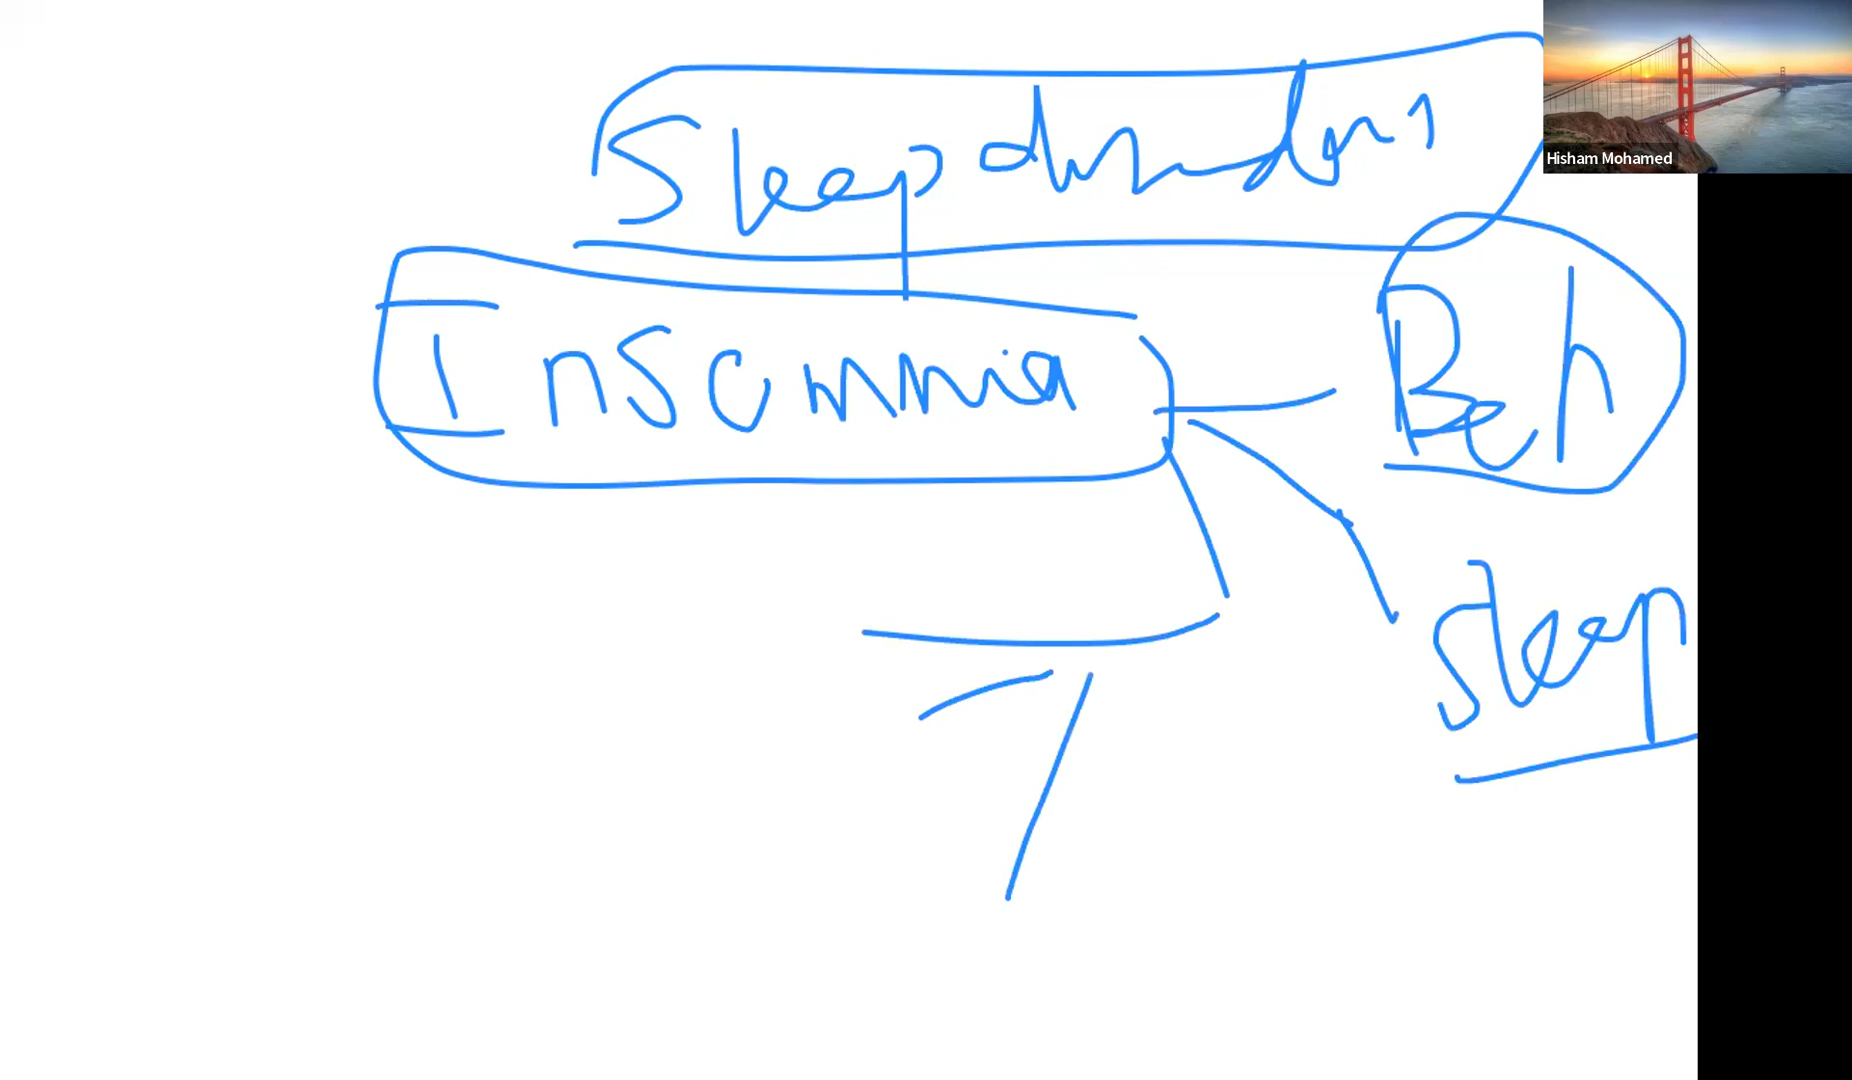 Sleep disorders
Hisham Mohamed
Insomnia
Beh
sleep